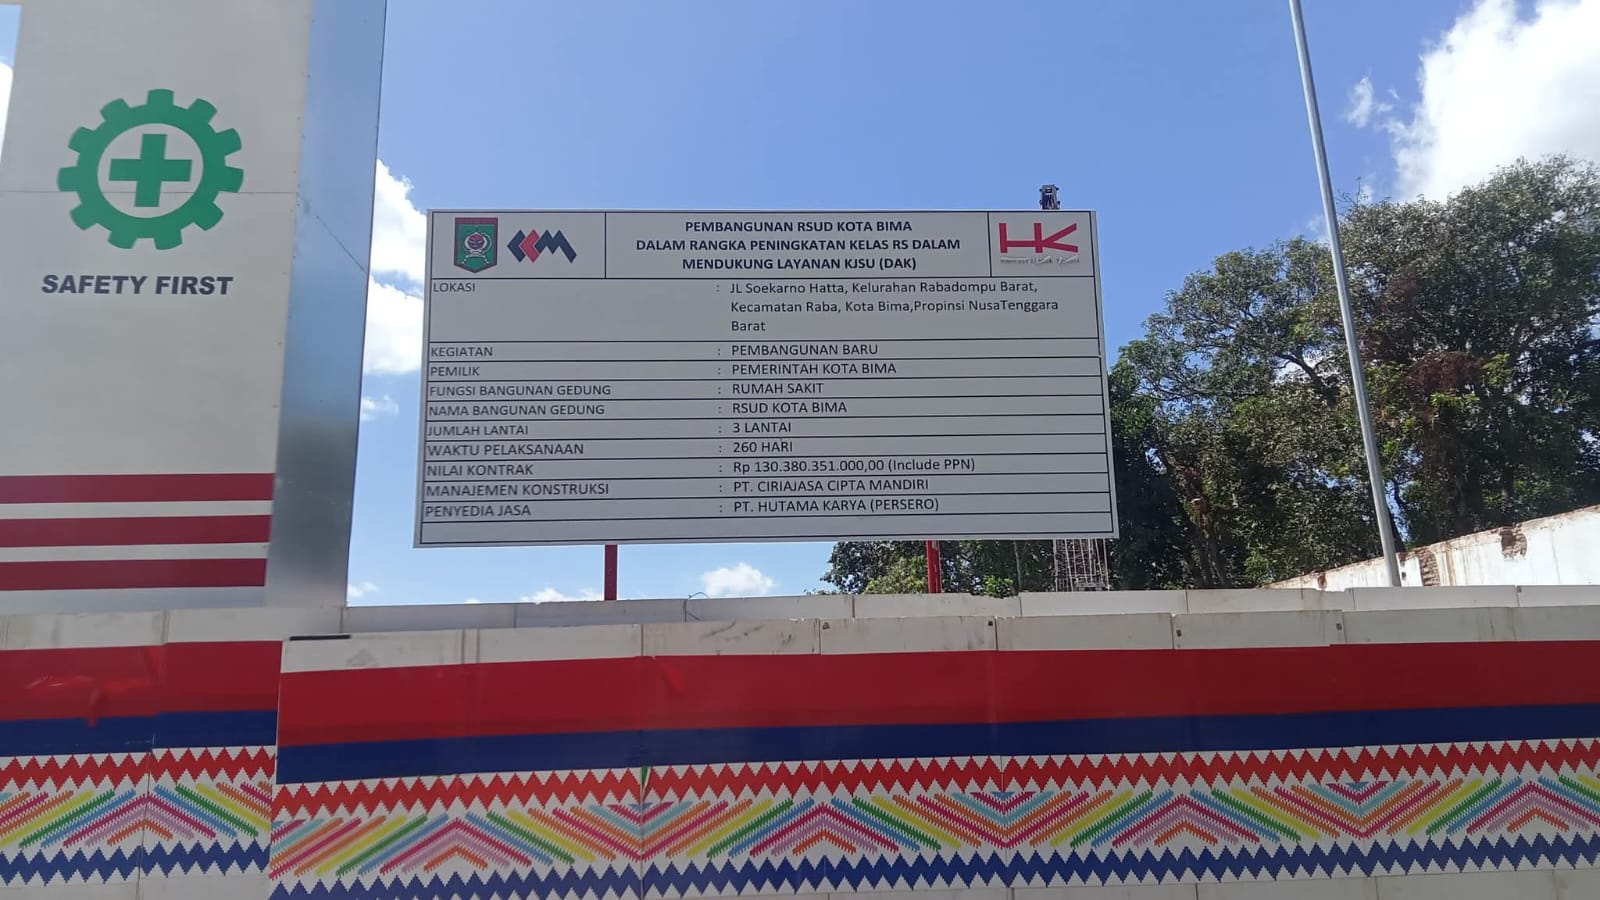 SAFETY FIRST
PEMBANGUNAN RSUD KOTA BIMA
DALAM RANGKA PENINGKATAN KELAS RS DALAM
MENDUKUNG LAYANAN KJSU (DAK)
HK
LOKASI : JL Soekarno Hatta, Kelurahan Rabadompu Barat,
Kecamatan Raba, Kota Bima,Propinsi NusaTenggara
Barat
KEGIATAN : PEMBANGUNAN BARU
PEMILIK : PEMERINTAH KOTA BIMA
FUNGSI BANGUNAN GEDUNG : RUMAH SAKIT
NAMA BANGUNAN GEDUNG : RSUD KOTA BIMA
JUMLAH LANTAI : 3 LANTAI
WAKTU PELAKSANAAN : 260 HARI
NILAI KONTRAK : Rp 130.380.351.000,00 (Include PPN)
MANAJEMEN KONSTRUKSI : PT. CIRIAJASA CIPTA MANDIRI
PENYEDIA JASA : PT. HUTAMA KARYA (PERSERO)